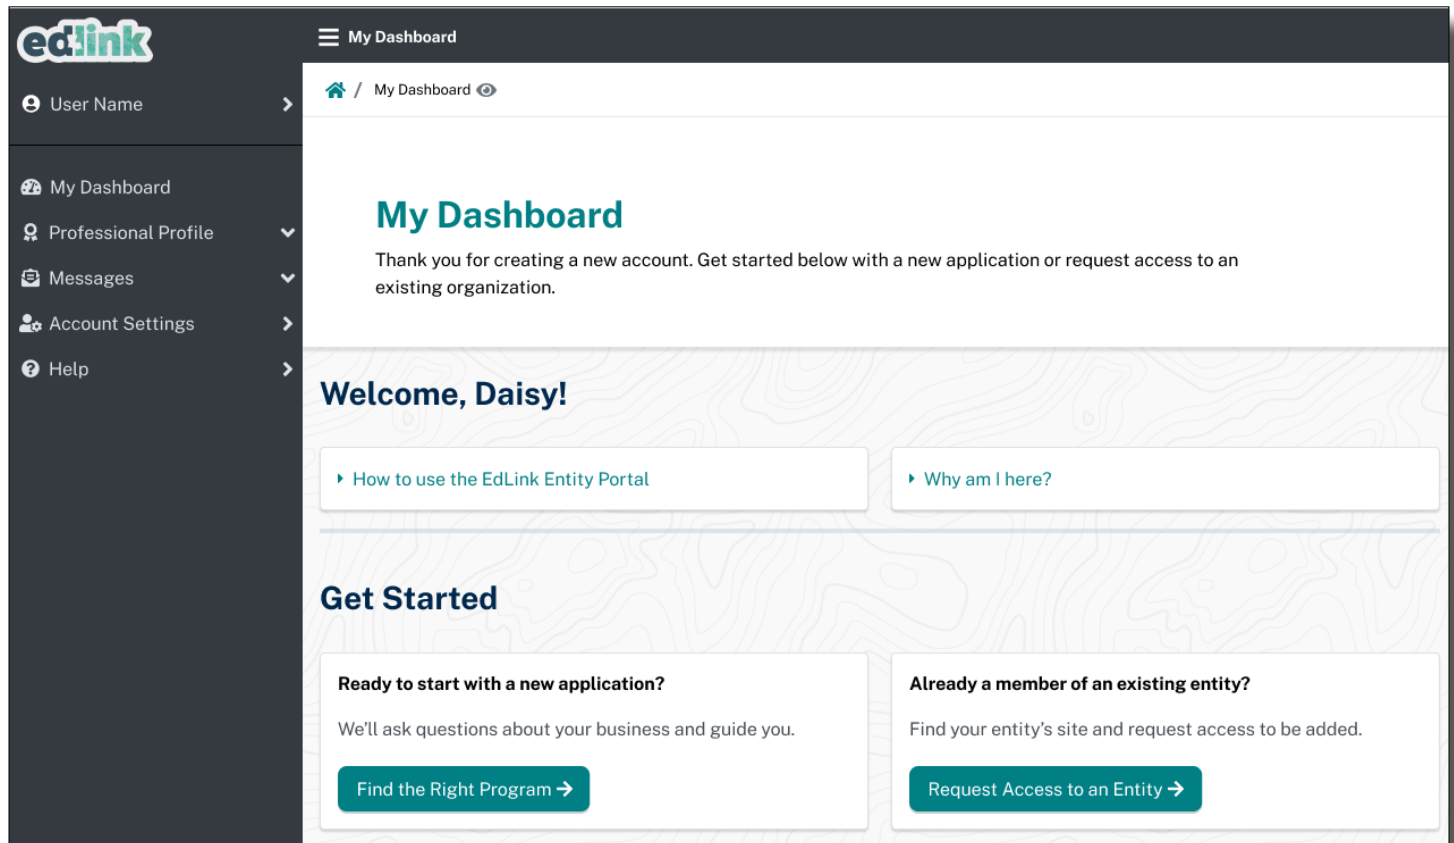 edlink
My Dashboard
User Name
/ My Dashboard
My Dashboard
Professional Profile
Messages
Account Settings
Help
My Dashboard
Thank you for creating a new account. Get started below with a new application or request access to an
existing organization.
Welcome, Daisy!
How to use the EdLink Entity Portal
Why am I here?
Get Started
Ready to start with a new application?
We'll ask questions about your business and guide you.
Find the Right Program →
Already a member of an existing entity?
Find your entity's site and request access to be added.
Request Access to an Entity →